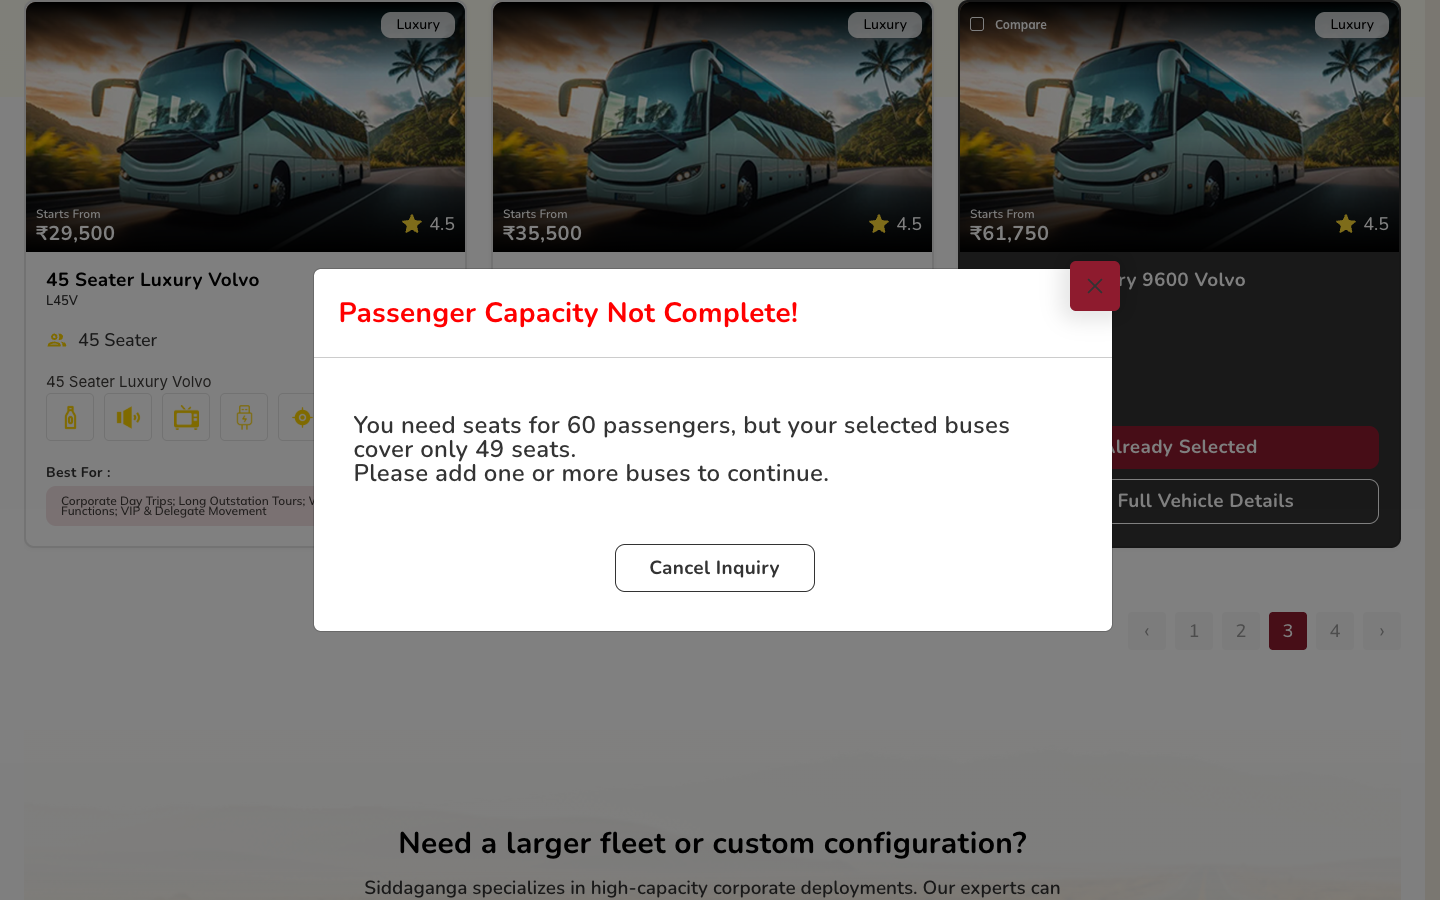 Luxury
Luxury
Compare
Luxury
Starts From
₹29,500
4.5
Starts From
₹35,500
4.5
Starts From
₹61,750
4.5
45 Seater Luxury Volvo
L45V
45 Seater
45 Seater Luxury Volvo
Best For :
Corporate Day Trips; Long Outstation Tours;
Functions; VIP & Delegate Movement
9600 Volvo
Already Selected
Full Vehicle Details
Passenger Capacity Not Complete!
You need seats for 60 passengers, but your selected buses
cover only 49 seats.
Please add one or more buses to continue.
Cancel Inquiry
‹ 1 2 3 4 ›
Need a larger fleet or custom configuration?
Siddaganga specializes in high-capacity corporate deployments. Our experts can